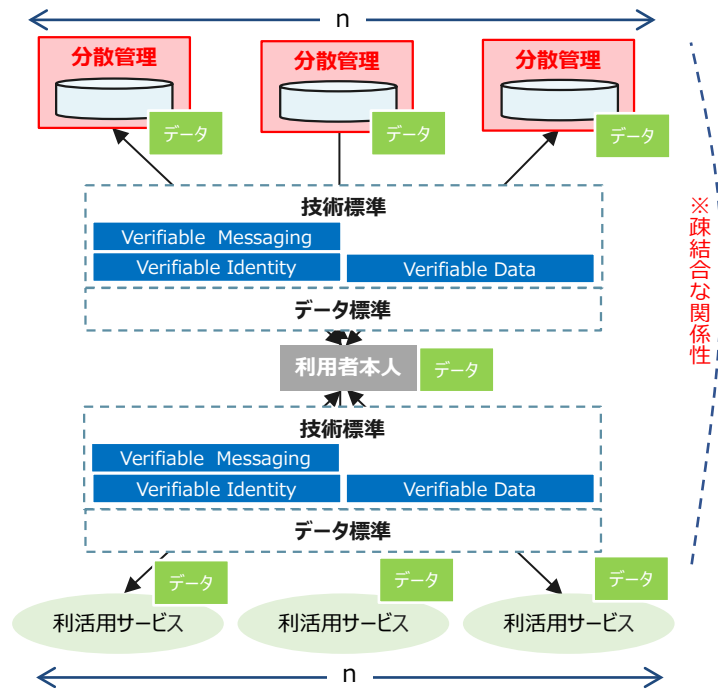 n
分散管理
分散管理
分散管理
データ
データ
データ
技術標準
Verifiable Messaging
Verifiable Identity
Verifiable Data
データ標準
利用者本人
データ
技術標準
Verifiable Messaging
Verifiable Identity
Verifiable Data
データ標準
データ
データ
データ
利活用サービス
利活用サービス
利活用サービス
n
※疎結合な関係性